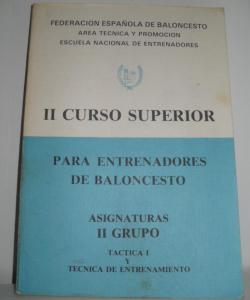 FEDERACION ESPAÑOLA DE BALONCESTO
AREA TECNICA Y PROMOCION
ESCUELA NACIONAL DE ENTRENADORES
II CURSO SUPERIOR
PARA ENTRENADORES
DE BALONCESTO
ASIGNATURAS
II GRUPO
TACTICA I
Y
TECNICA DE ENTRENAMIENTO